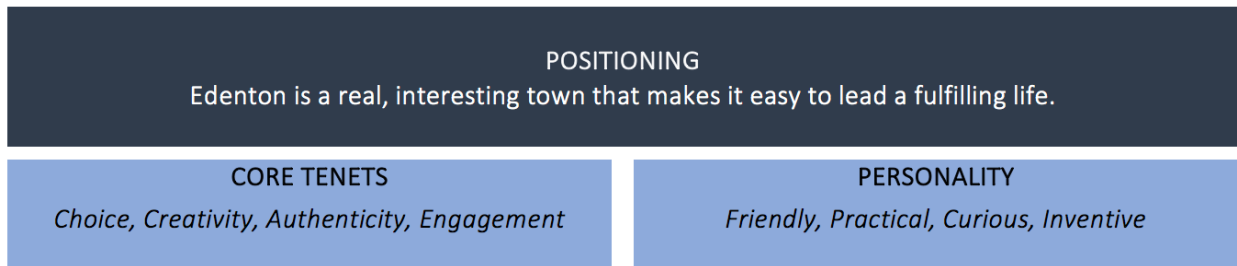 POSITIONING
Edenton is a real, interesting town that makes it easy to lead a fulfilling life.
CORE TENETS
Choice, Creativity, Authenticity, Engagement
PERSONALITY
Friendly, Practical, Curious, Inventive